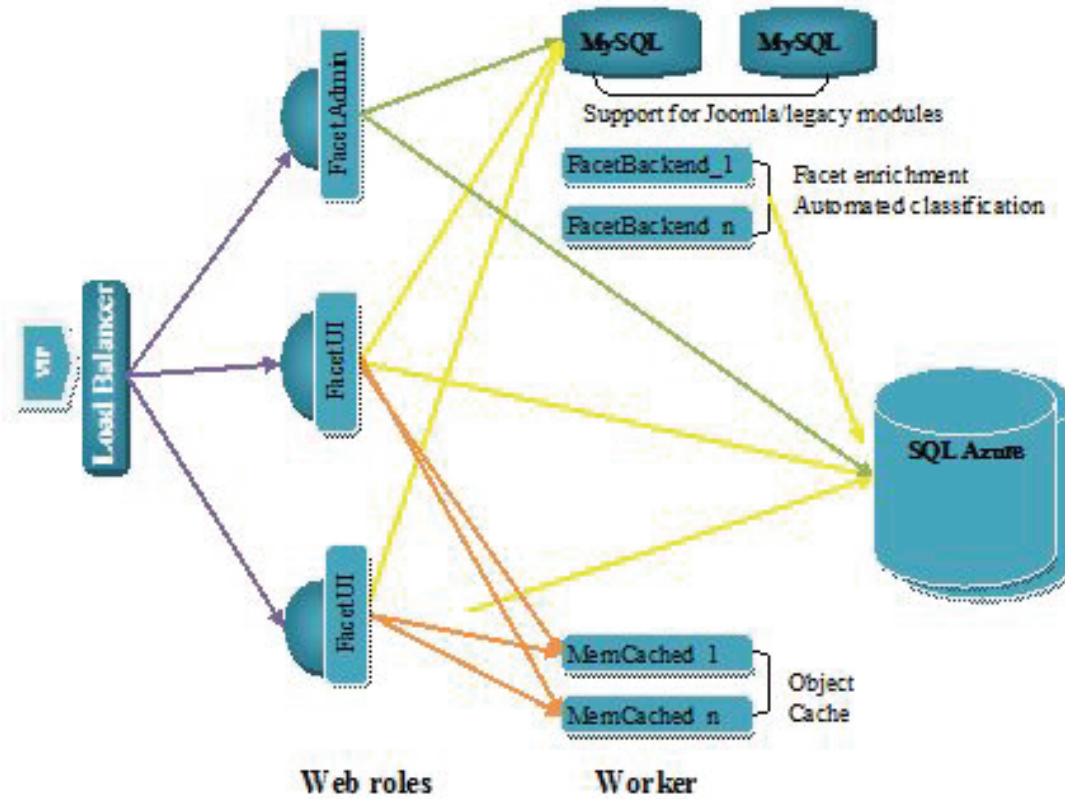 MySQL
MySQL
Support for Joomla/legacy modules
FacetAdmin
FacetBackend_1
FacetBackend_n
Facet enrichment
Automated classification
VIP
Load Balancer
FacetUI
SQL Azure
FacetUI
MemCached_1
MemCached_n
Object
Cache
Web roles
Worker